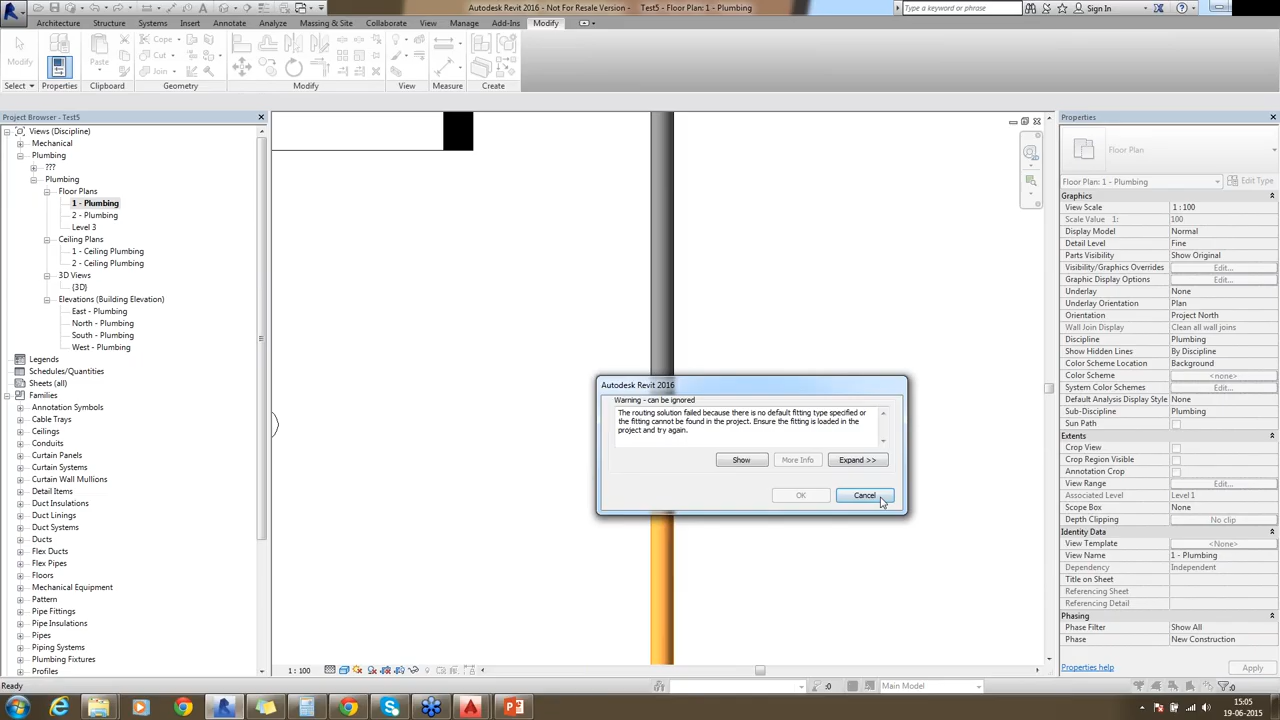 Autodesk Revit 2016 - Not For Resale Version - Test5 - Floor Plan: 1 - Plumbing
Type a keyword or phrase
Sign In
Architecture Structure Systems Insert Annotate Analyze Massing & Site Collaborate View Manage Add-Ins Modify
Modify Paste Cope Cut Join
Select Properties Clipboard Geometry Modify View Measure Create
Project Browser - Test5
Views (Discipline)
Mechanical
Plumbing
???
Plumbing
Floor Plans
1 - Plumbing
2 - Plumbing
Level 3
Ceiling Plans
1 - Ceiling Plumbing
2 - Ceiling Plumbing
3D Views
{3D}
Elevations (Building Elevation)
East - Plumbing
North - Plumbing
South - Plumbing
West - Plumbing
Legends
Schedules/Quantities
Sheets (all)
Families
Annotation Symbols
Cable Trays
Ceilings
Conduits
Curtain Panels
Curtain Systems
Curtain Wall Mullions
Detail Items
Duct Insulations
Duct Linings
Duct Systems
Ducts
Flex Ducts
Flex Pipes
Floors
Mechanical Equipment
Pattern
Pipe Fittings
Pipe Insulations
Pipes
Piping Systems
Plumbing Fixtures
Profiles
Autodesk Revit 2016
Warning - can be ignored
The routing solution failed because there is no default fitting type specified or
the fitting cannot be found in the project. Ensure the fitting is loaded in the
project and try again.
Show More Info Expand >>
OK Cancel
Properties
Floor Plan
Floor Plan: 1 - Plumbing Edit Type
Graphics
View Scale 1 : 100
Scale Value 1: 100
Display Model Normal
Detail Level Fine
Parts Visibility Show Original
Visibility/Graphics Overrides Edit...
Graphic Display Options Edit...
Underlay None
Underlay Orientation Plan
Orientation Project North
Wall Join Display Clean all wall joins
Discipline Plumbing
Show Hidden Lines By Discipline
Color Scheme Location Background
Color Scheme <none>
System Color Schemes Edit...
Default Analysis Display Style None
Sub-Discipline Plumbing
Sun Path
Extents
Crop View
Crop Region Visible
Annotation Crop
View Range Edit...
Associated Level Level 1
Scope Box None
Depth Clipping No clip
Identity Data
View Template <None>
View Name 1 - Plumbing
Dependency Independent
Title on Sheet
Referencing Sheet
Referencing Detail
Phasing
Phase Filter Show All
Phase New Construction
Properties help Apply
1 : 100
Ready :0 Main Model :0
15:05
19-06-2015